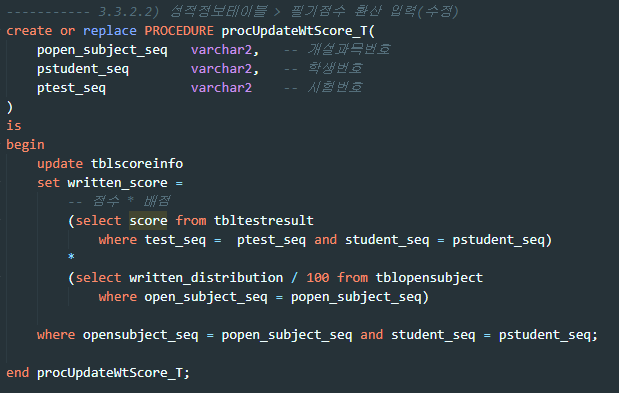 ----------- 3.3.2.2) 성적정보테이블 > 필기점수 환산 입력(수정)
create or replace PROCEDURE procUpdateWtScore_T(
    popen_subject_seq   varchar2,   -- 개설과목번호
    pstudent_seq        varchar2,   -- 학생번호
    ptest_seq           varchar2    -- 시험번호
)
is
begin
    update tblscoreinfo
    set written_score =
        -- 점수 * 배점
        (select score from tbltestresult
            where test_seq =  ptest_seq and student_seq = pstudent_seq)
        *
        (select written_distribution / 100 from tblopensubject
            where open_subject_seq = popen_subject_seq)
    where opensubject_seq = popen_subject_seq and student_seq = pstudent_seq;
end procUpdateWtScore_T;